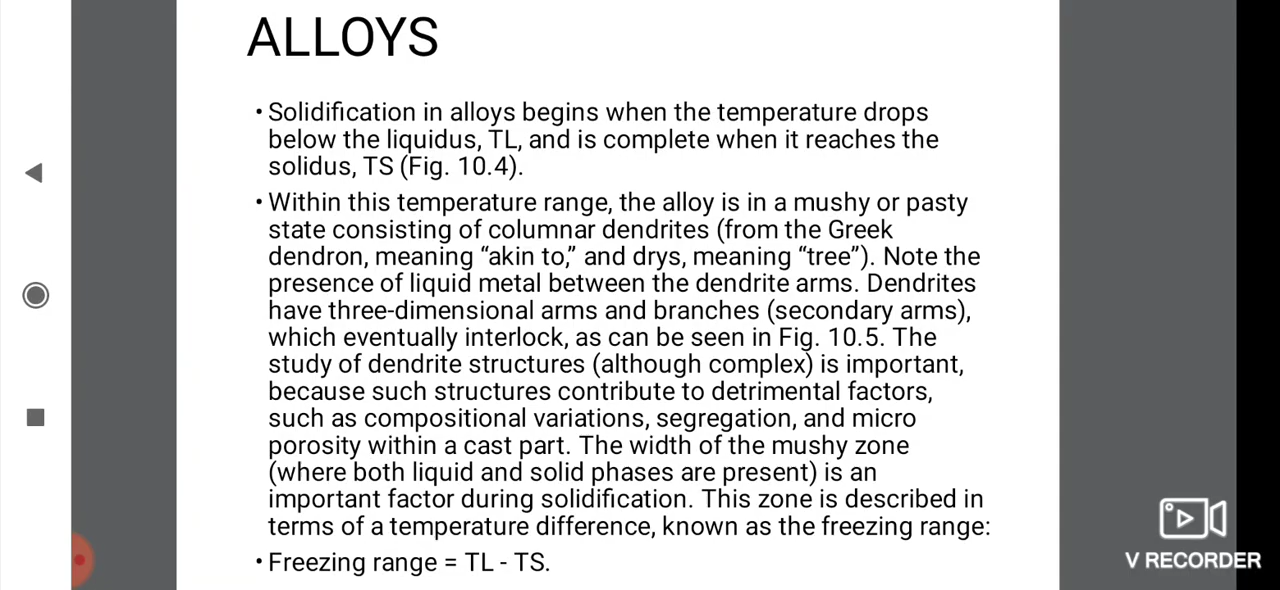 ALLOYS
• Solidification in alloys begins when the temperature drops
below the liquidus, TL, and is complete when it reaches the
solidus, TS (Fig. 10.4).
• Within this temperature range, the alloy is in a mushy or pasty
state consisting of columnar dendrites (from the Greek
dendron, meaning “akin to,” and drys, meaning “tree”). Note the
presence of liquid metal between the dendrite arms. Dendrites
have three-dimensional arms and branches (secondary arms),
which eventually interlock, as can be seen in Fig. 10.5. The
study of dendrite structures (although complex) is important,
because such structures contribute to detrimental factors,
such as compositional variations, segregation, and micro
porosity within a cast part. The width of the mushy zone
(where both liquid and solid phases are present) is an
important factor during solidification. This zone is described in
terms of a temperature difference, known as the freezing range:
• Freezing range = TL - TS.
V RECORDER